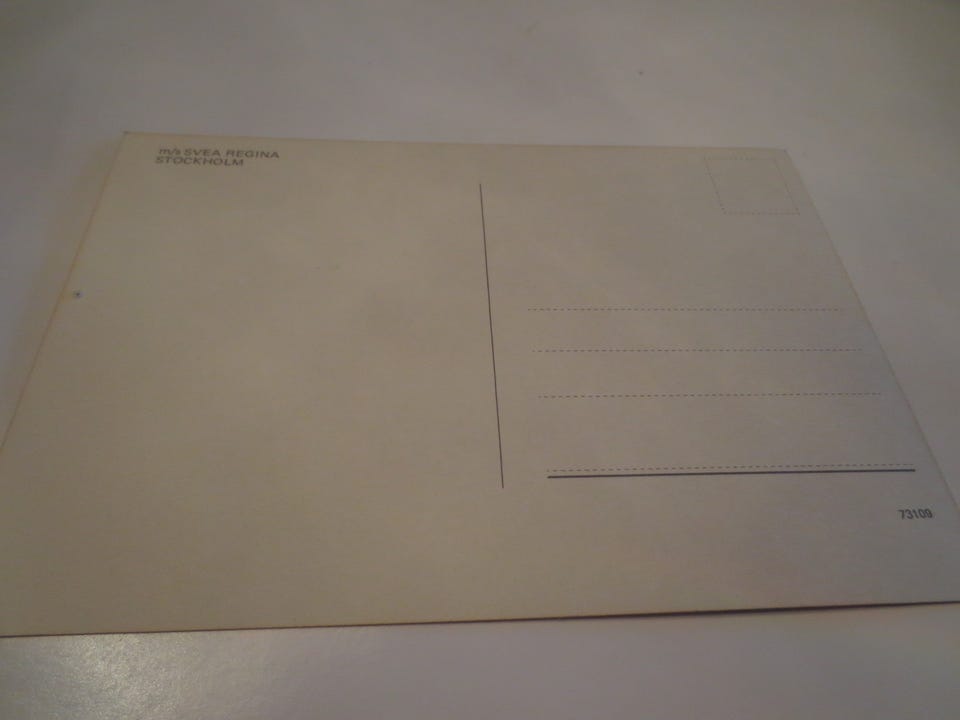 m/s SVEA REGINA
STOCKHOLM
73109